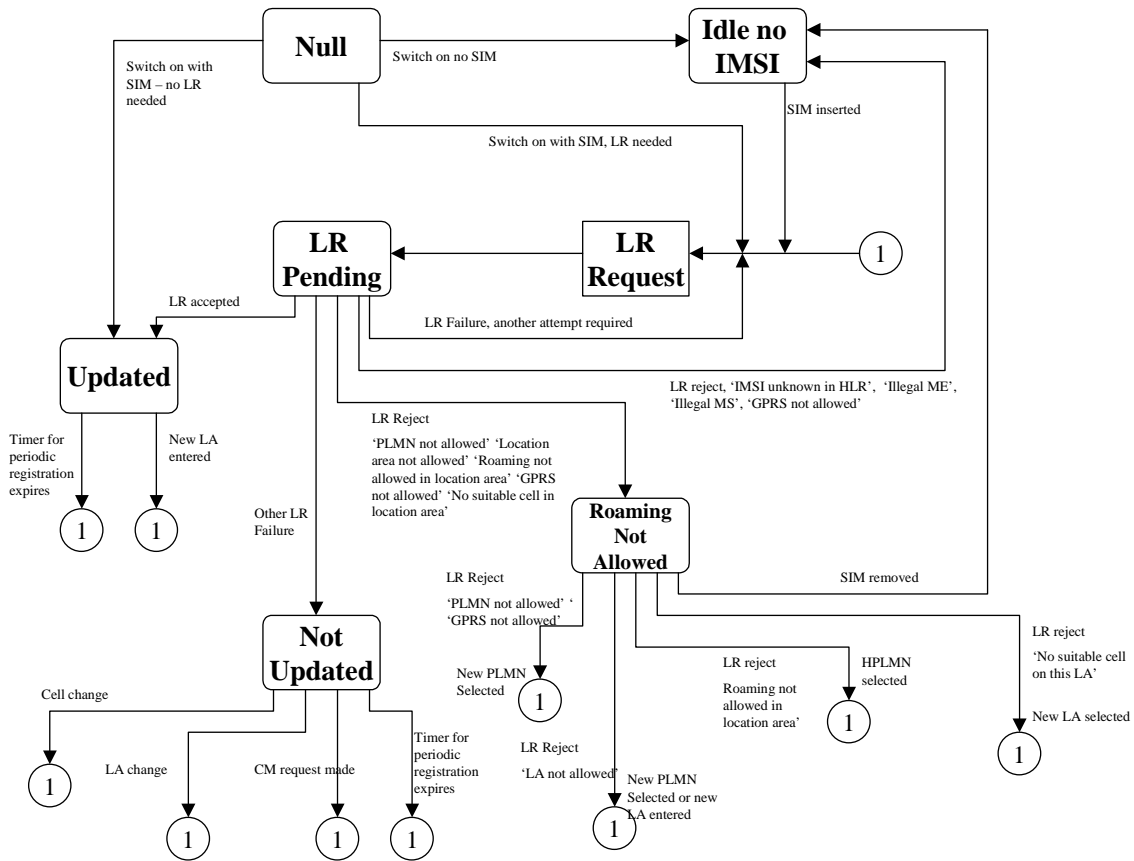 Null
Idle no
IMSI
Switch on no SIM
Switch on with
SIM – no LR
needed
SIM inserted
Switch on with SIM, LR needed
LR
Pending
LR
Request
1
LR accepted
LR Failure, another attempt required
Updated
LR reject, ‘IMSI unknown in HLR’, ‘Illegal ME’,
‘Illegal MS’, ‘GPRS not allowed’
LR Reject
‘PLMN not allowed’ ‘Location
area not allowed’ ‘Roaming not
allowed in location area’ ‘GPRS
not allowed’ ‘No suitable cell in
location area’
Timer for
periodic
registration
expires
New LA
entered
1
1
Other LR
Failure
Roaming
Not
Allowed
SIM removed
LR Reject
‘PLMN not allowed’ ‘
‘GPRS not allowed’
New PLMN
Selected
1
Not
Updated
LR reject
Roaming not
allowed in
location area’
HPLMN
selected
1
LR reject
‘No suitable cell
on this LA’
New LA selected
1
Cell change
1
LA change
1
CM request made
1
Timer for
periodic
registration
expires
1
LR Reject
‘LA not allowed’
New PLMN
Selected or new
LA entered
1